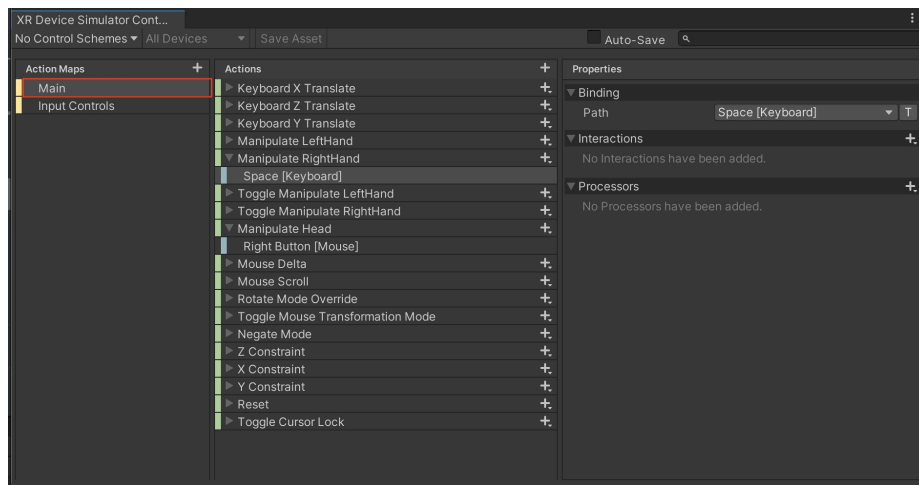 XR Device Simulator Cont...
No Control Schemes All Devices Save Asset Auto-Save
Action Maps
Main
Input Controls
Actions
Keyboard X Translate
Keyboard Z Translate
Keyboard Y Translate
Manipulate LeftHand
Manipulate RightHand
Space [Keyboard]
Toggle Manipulate LeftHand
Toggle Manipulate RightHand
Manipulate Head
Right Button [Mouse]
Mouse Delta
Mouse Scroll
Rotate Mode Override
Toggle Mouse Transformation Mode
Negate Mode
Z Constraint
X Constraint
Y Constraint
Reset
Toggle Cursor Lock
Properties
Binding
Path Space [Keyboard] T
Interactions
No Interactions have been added.
Processors
No Processors have been added.